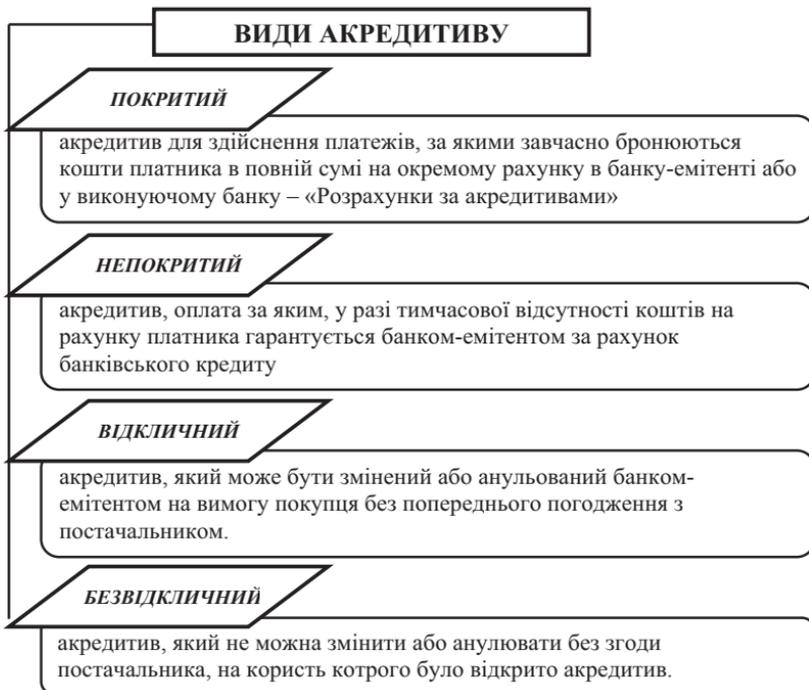 ВИДИ АКРЕДИТИВУ
ПОКРИТИЙ
акредитив для здійснення платежів, за якими завчасно бронюються
кошти платника в повній сумі на окремому рахунку в банку-емітенті або
у виконуючому банку – «Розрахунки за акредитивами»
НЕПОКРИТИЙ
акредитив, оплата за яким, у разі тимчасової відсутності коштів на
рахунку платника гарантується банком-емітентом за рахунок
банківського кредиту
ВІДКЛИЧНИЙ
акредитив, який може бути змінений або анульований банком-
емітентом на вимогу покупця без попереднього погодження з
постачальником.
БЕЗВІДКЛИЧНИЙ
акредитив, який не можна змінити або анулювати без згоди
постачальника, на користь котрого було відкрито акредитив.